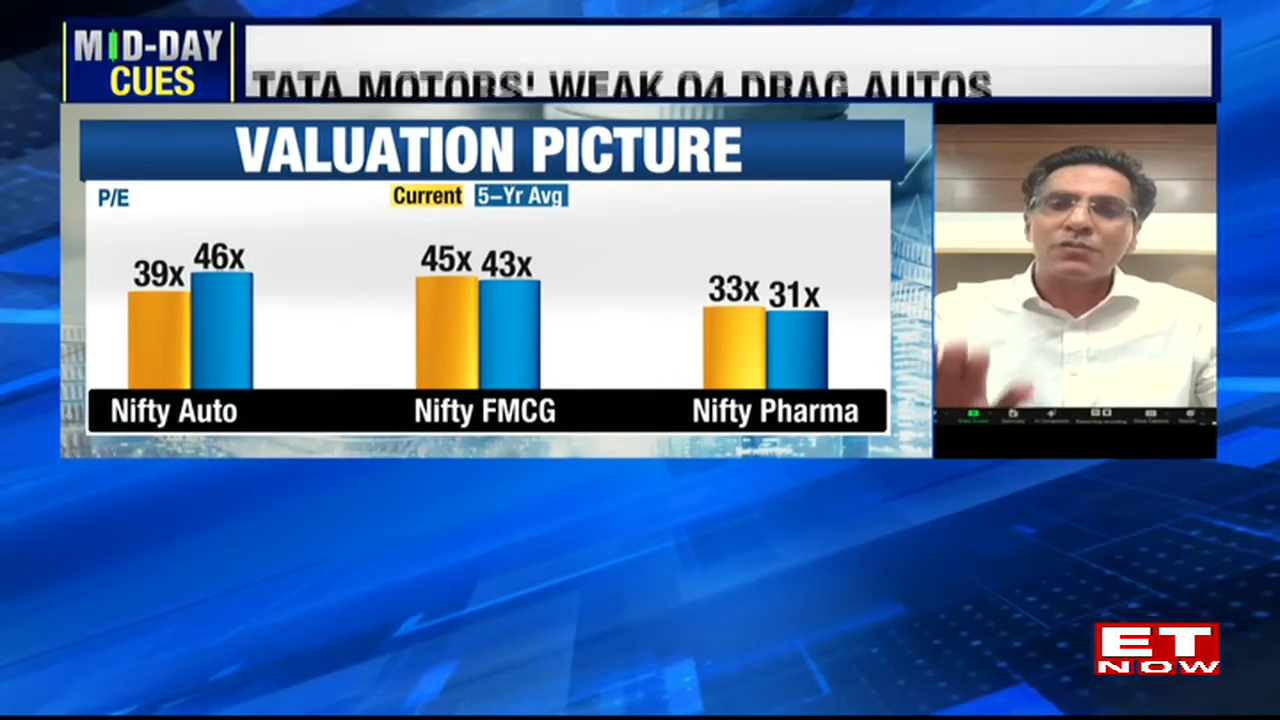 MID-DAY
CUES
TATA MOTORS' WEAK Q4 DRAG AUTOS
VALUATION PICTURE
P/E
Current 5-Yr Avg
39x 46x 45x 43x 33x 31x
Nifty Auto Nifty FMCG Nifty Pharma
ET
NOW